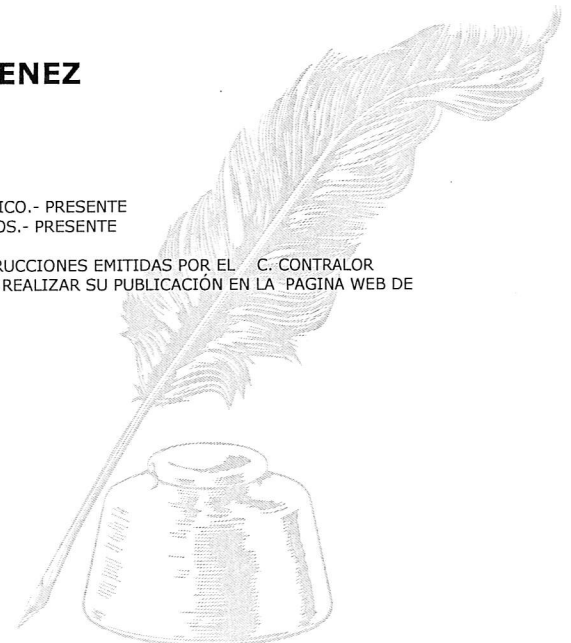 ENEZ
ICO.- PRESENTE
OS.- PRESENTE
RUCCIONES EMITIDAS POR EL C. CONTRALOR
REALIZAR SU PUBLICACIÓN EN LA PAGINA WEB DE